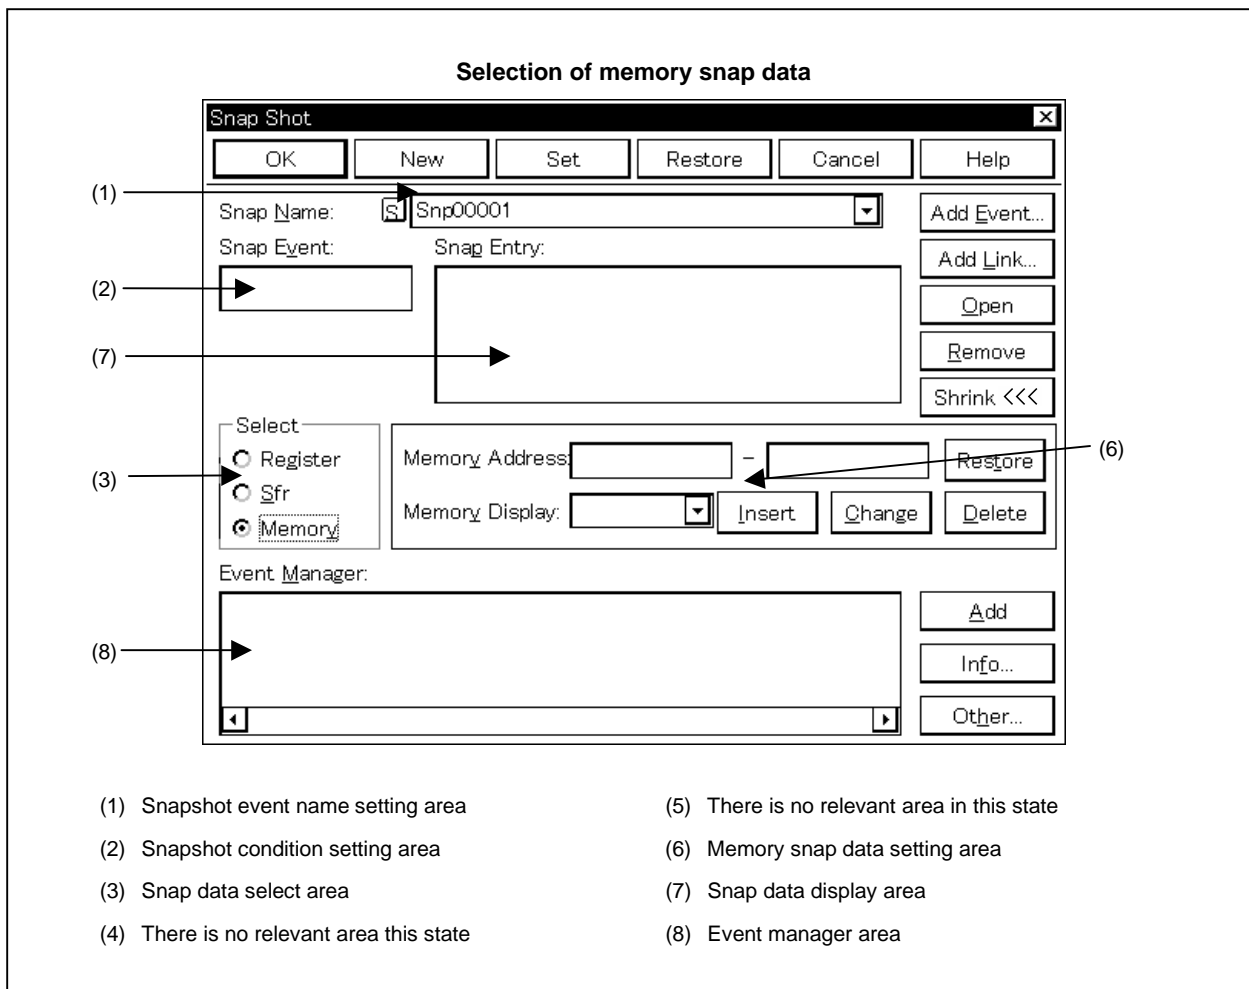 Selection of memory snap data
Snap Shot
OK New Set Restore Cancel Help
(1)
Snap Name: S Snp00001 Add Event...
Snap Event: Snap Entry:
Add Link...
(2)
Open
(7)
Remove
Shrink <<<
Select
Register Memory Address: – Restore
(6)
(3)
Sfr
Memory Display: Insert Change Delete
Memory
Event Manager:
Add
(8)
Info...
Other...
(1) Snapshot event name setting area
(2) Snapshot condition setting area
(3) Snap data select area
(4) There is no relevant area this state
(5) There is no relevant area in this state
(6) Memory snap data setting area
(7) Snap data display area
(8) Event manager area